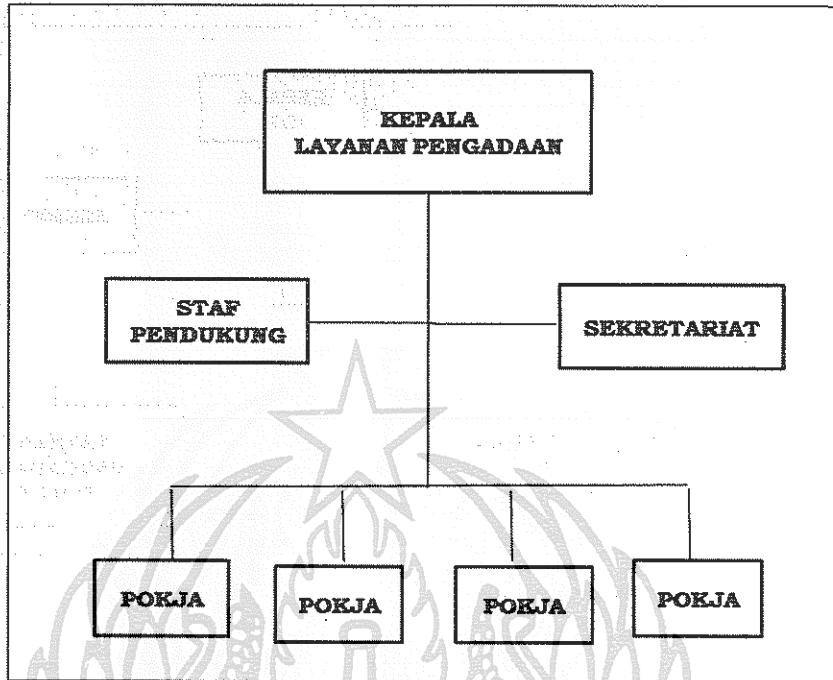 KEPALA
LAYANAN PENGADAAN
STAF
PENDUKUNG
SEKRETARIAT
POKJA
POKJA
POKJA
POKJA